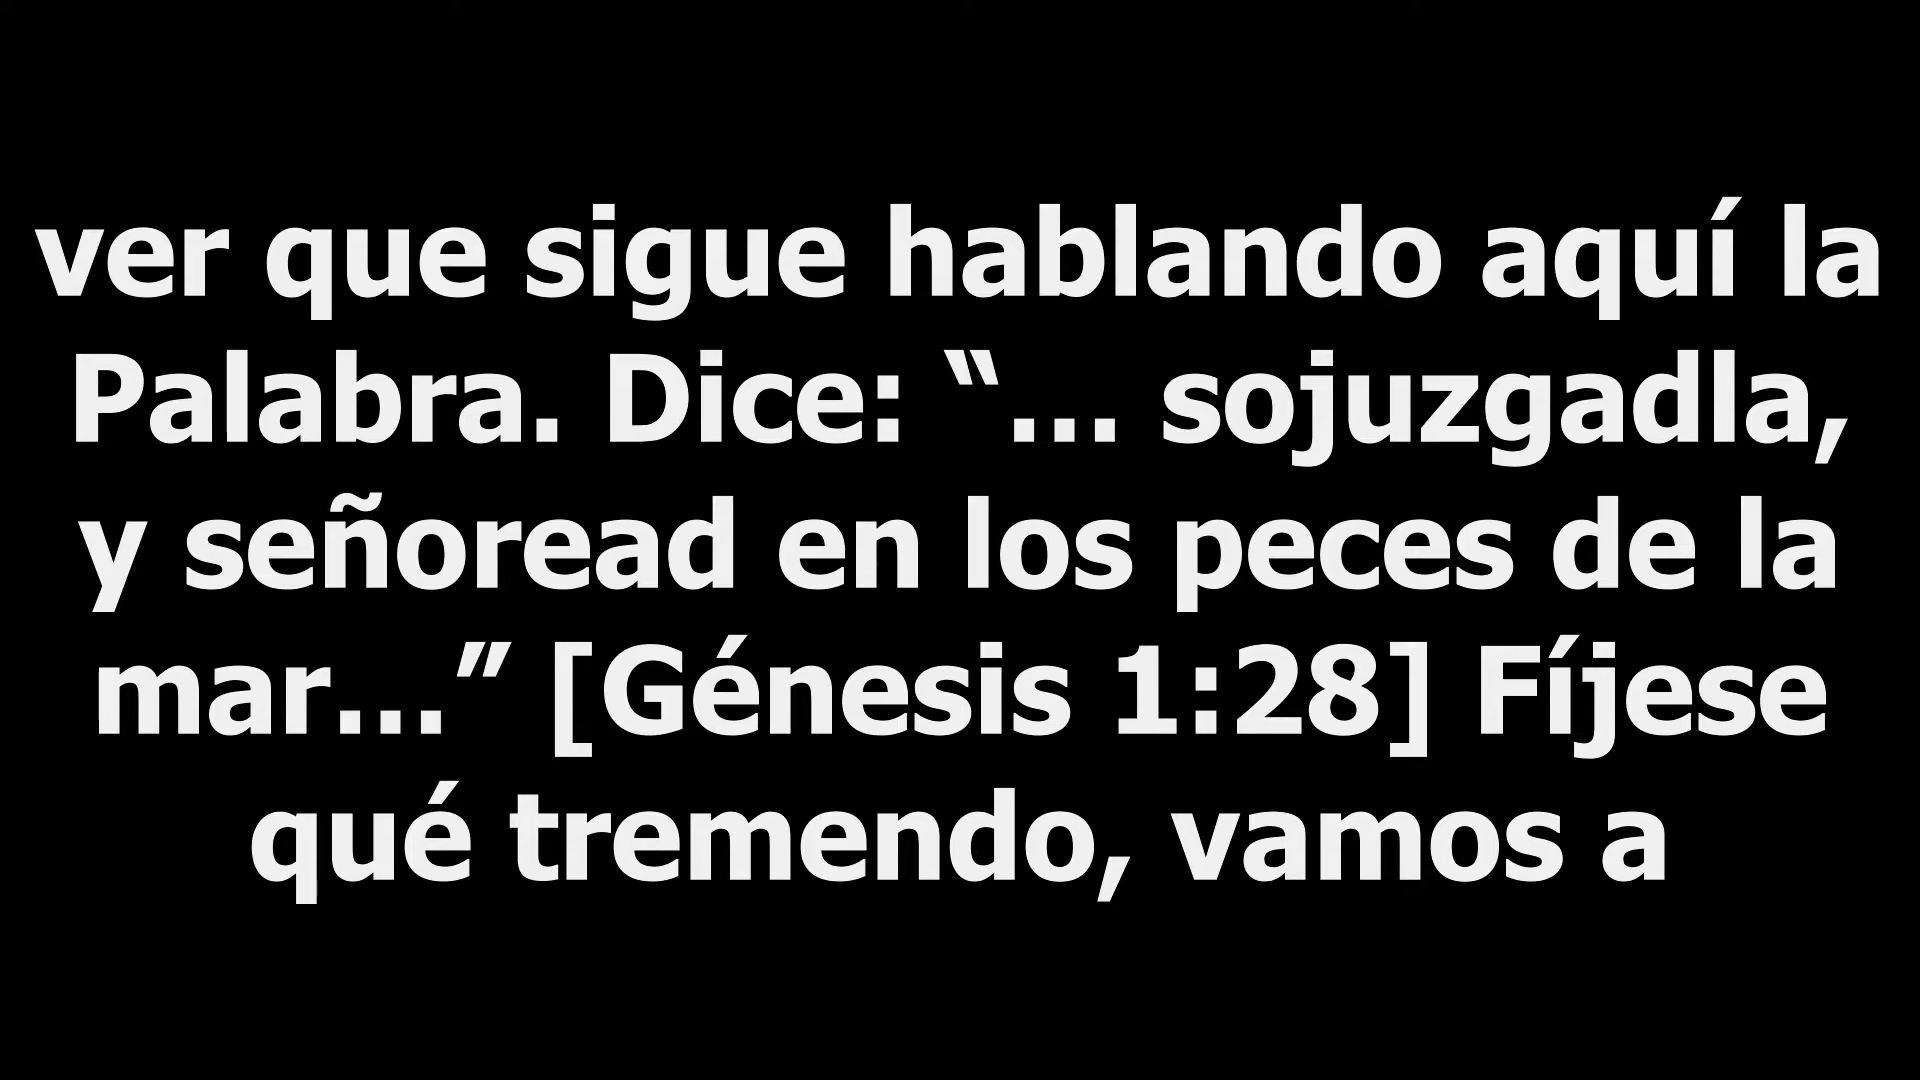 ver que sigue hablando aquí la
Palabra. Dice: “... sojuzgadla,
y señoread en los peces de la
mar...” [Génesis 1:28] Fíjese
qué tremendo, vamos a